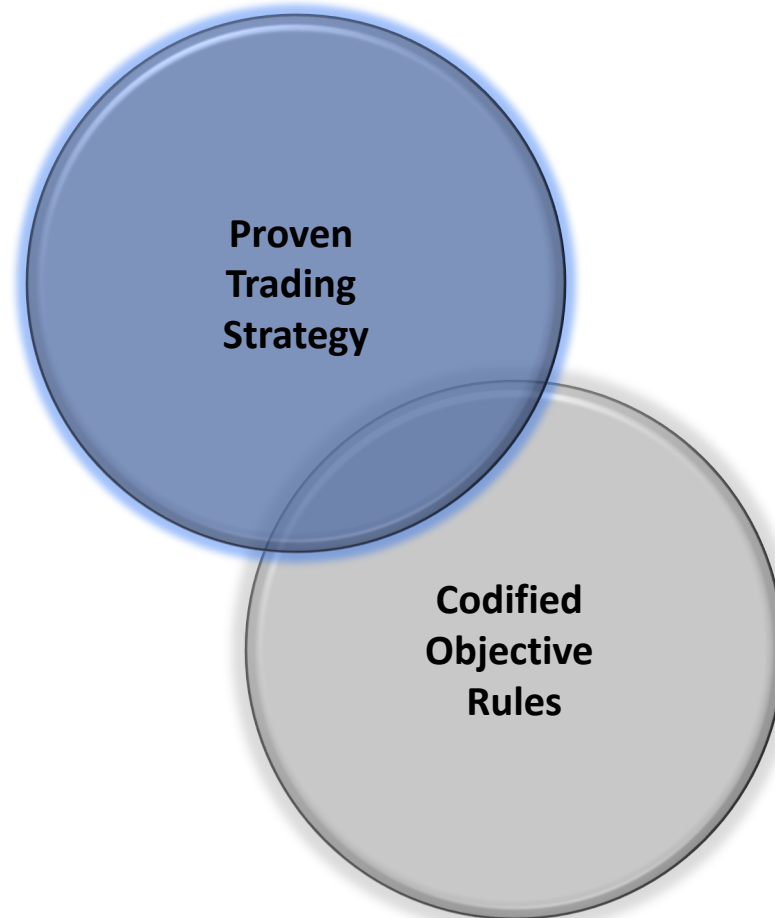 Proven
Trading
Strategy
Codified
Objective
Rules